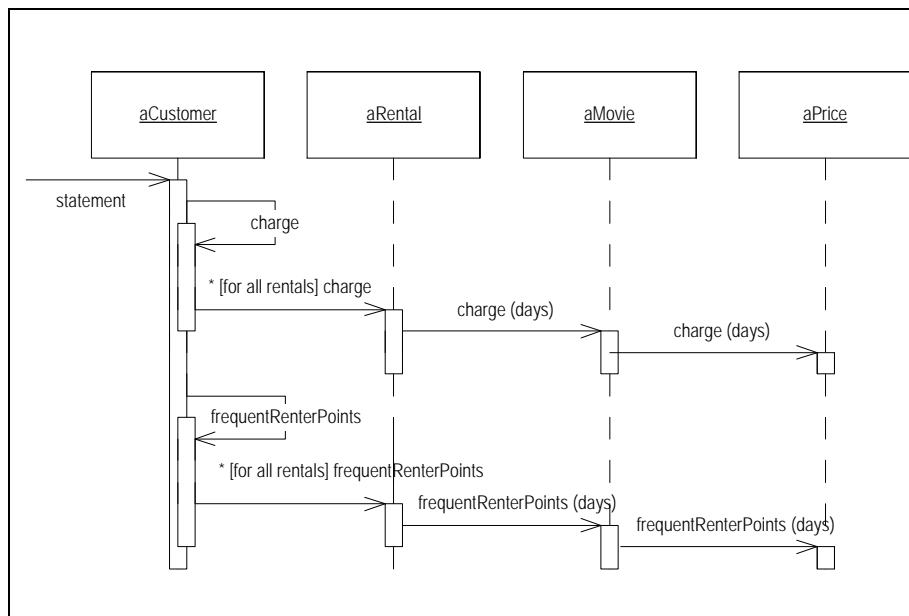 aCustomer
aRental
aMovie
aPrice
statement
charge
* [for all rentals] charge
charge (days)
charge (days)
frequentRenterPoints
* [for all rentals] frequentRenterPoints
frequentRenterPoints (days)
frequentRenterPoints (days)